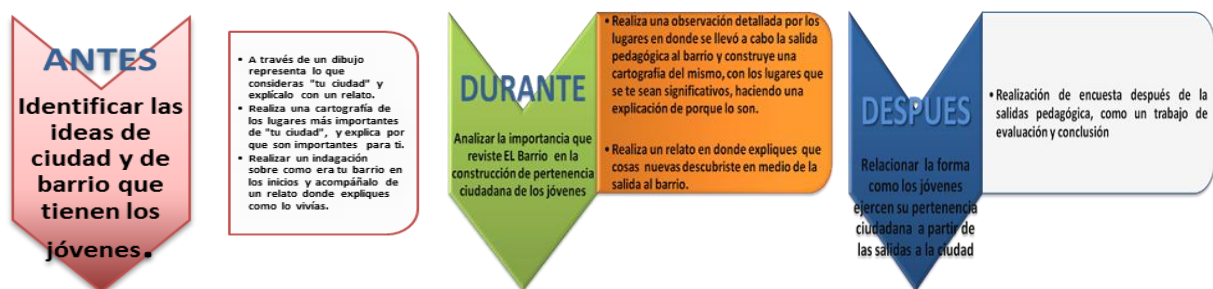 ANTES
Identificar las
ideas de
ciudad y de
barrio que
tienen los
jóvenes.
• A través de un dibujo
representa lo que
consideras "tu ciudad" y
explícalo con un relato.
• Realiza una cartografía de
los lugares más importantes
de "tu ciudad", y explica por
que son importantes para ti.
• Realizar un indagación
sobre como era tu barrio en
los inicios y acompáñalo de
un relato donde expliques
como lo vivías.
DURANTE
Analizar la importancia que
reviste EL Barrio en la
construcción de pertenencia
ciudadana de los jóvenes
• Realiza una observación detallada por los
lugares en donde se llevó a cabo la salida
pedagógica al barrio y construye una
cartografía del mismo, con los lugares que
se te sean significativos, haciendo una
explicación de porque lo son.
• Realiza un relato en donde expliques que
cosas nuevas descubriste en medio de la
salida al barrio.
DESPUES
Relacionar la forma
como los jóvenes
ejercen su pertenencia
ciudadana a partir de
las salidas a la ciudad
• Realización de encuesta después de la
salidas pedagógica, como un trabajo de
evaluación y conclusión